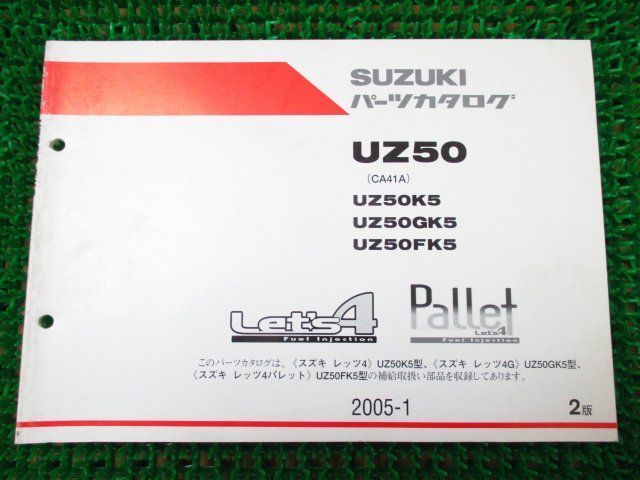 SUZUKI
パーツカタログ
UZ50
(CA41A)
UZ50K5
UZ50GK5
UZ50FK5
Let's4
Fuel Injection
Pallet
Let's4
Fuel Injection
このパーツカタログは、《スズキ レッツ4》UZ50K5型、《スズキ レッツ4G》UZ50GK5型、
《スズキ レッツ4パレット》UZ50FK5型の補給取扱い部品を収録してあります。
2005-1
2版